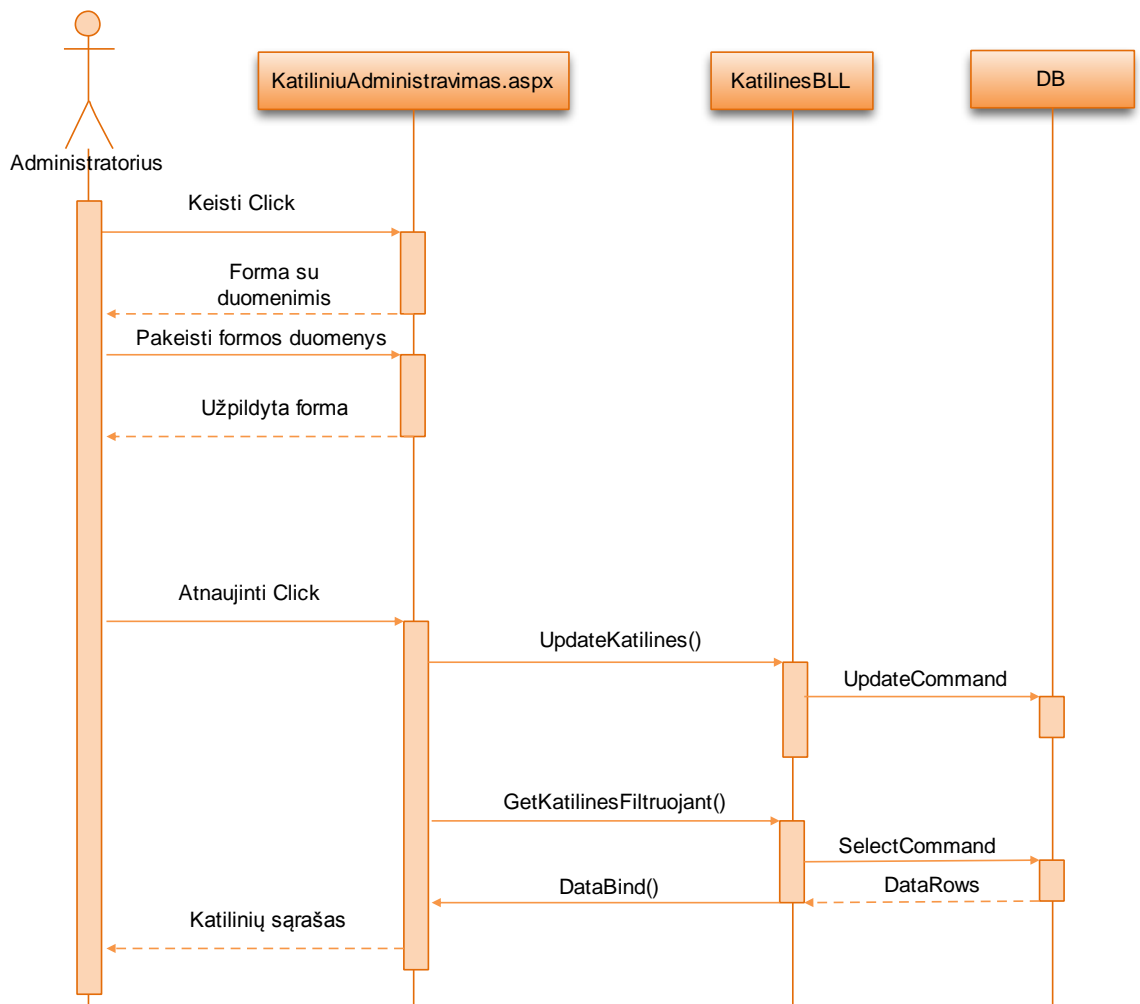 KatiliniuAdministravimas.aspx
KatilinesBLL
DB
Administratorius
Keisti Click
Forma su
duomenimis
Pakeisti formos duomenys
Užpildyta forma
Atnaujinti Click
UpdateKatilines()
UpdateCommand
GetKatilinesFiltruojant()
SelectCommand
DataBind()
DataRows
Katilinių sąrašas